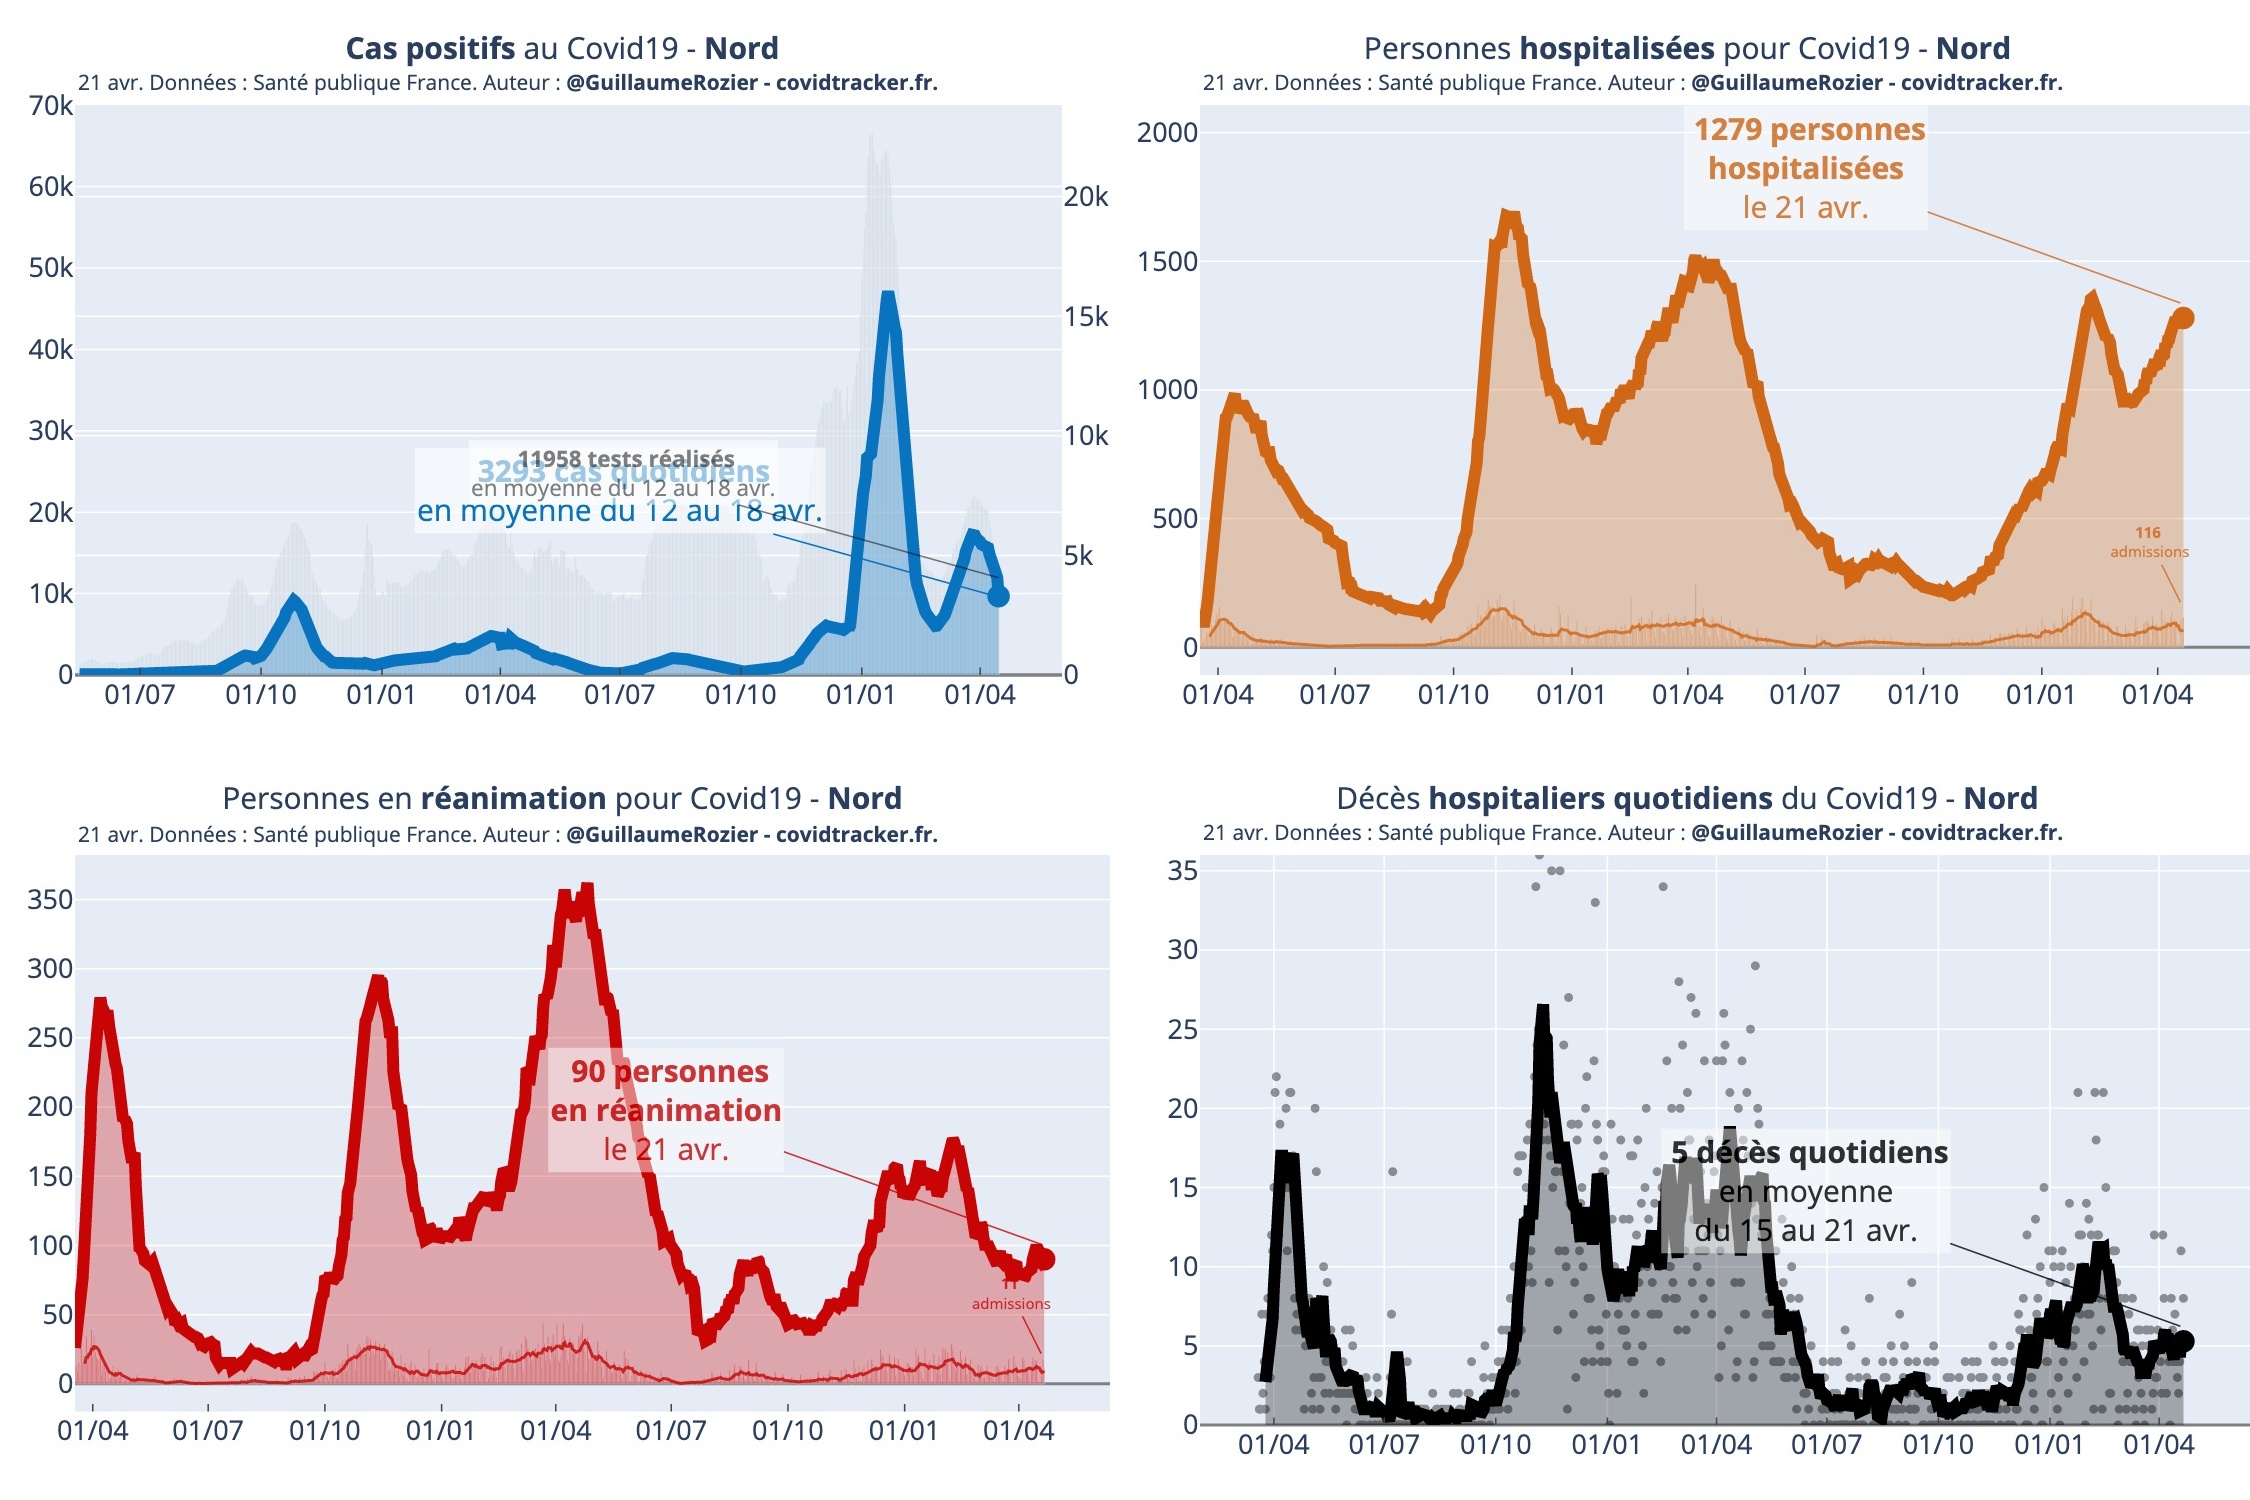 Cas positifs au Covid19 - Nord
21 avr. Données : Santé publique France. Auteur : @GuillaumeRozier - covidtracker.fr.
70k
60k
50k
40k
30k
20k
10k
0
20k
15k
10k
5k
0
11958 tests réalisés
3293 cas quotidiens
en moyenne du 12 au 18 avr.
en moyenne du 12 au 18 avr.
01/07 01/10 01/01 01/04 01/07 01/10 01/01 01/04
Personnes hospitalisées pour Covid19 - Nord
21 avr. Données : Santé publique France. Auteur : @GuillaumeRozier - covidtracker.fr.
2000
1500
1000
500
0
1279 personnes
hospitalisées
le 21 avr.
116
admissions
01/04 01/07 01/10 01/01 01/04 01/07 01/10 01/01 01/04
Personnes en réanimation pour Covid19 - Nord
21 avr. Données : Santé publique France. Auteur : @GuillaumeRozier - covidtracker.fr.
350
300
250
200
150
100
50
0
90 personnes
en réanimation
le 21 avr.
admissions
01/04 01/07 01/10 01/01 01/04 01/07 01/10 01/01 01/04
Décès hospitaliers quotidiens du Covid19 - Nord
21 avr. Données : Santé publique France. Auteur : @GuillaumeRozier - covidtracker.fr.
35
30
25
20
15
10
5
0
5 décès quotidiens
en moyenne
du 15 au 21 avr.
01/04 01/07 01/10 01/01 01/04 01/07 01/10 01/01 01/04